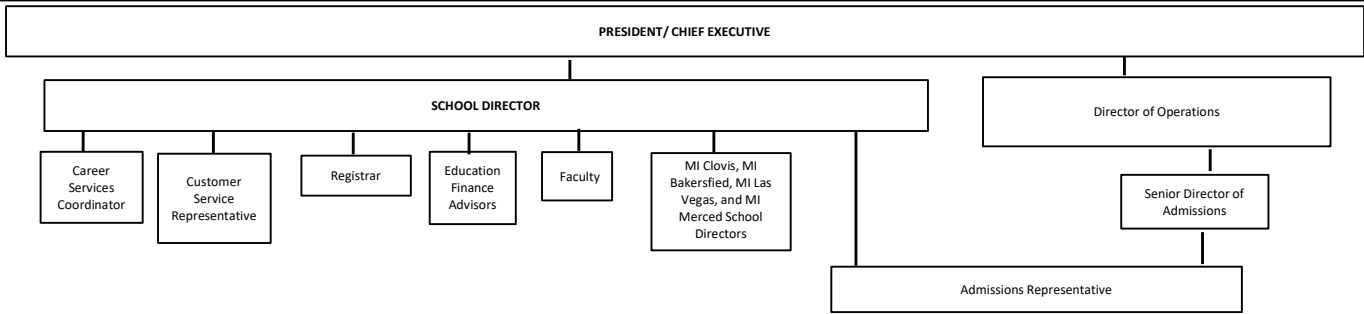 PRESIDENT/ CHIEF EXECUTIVE
SCHOOL DIRECTOR
Director of Operations
Career
Services
Coordinator
Customer
Service
Representative
Registrar
Education
Finance
Advisors
Faculty
MI Clovis, MI
Bakersfied, MI Las
Vegas, and MI
Merced School
Directors
Senior Director of
Admissions
Admissions Representative